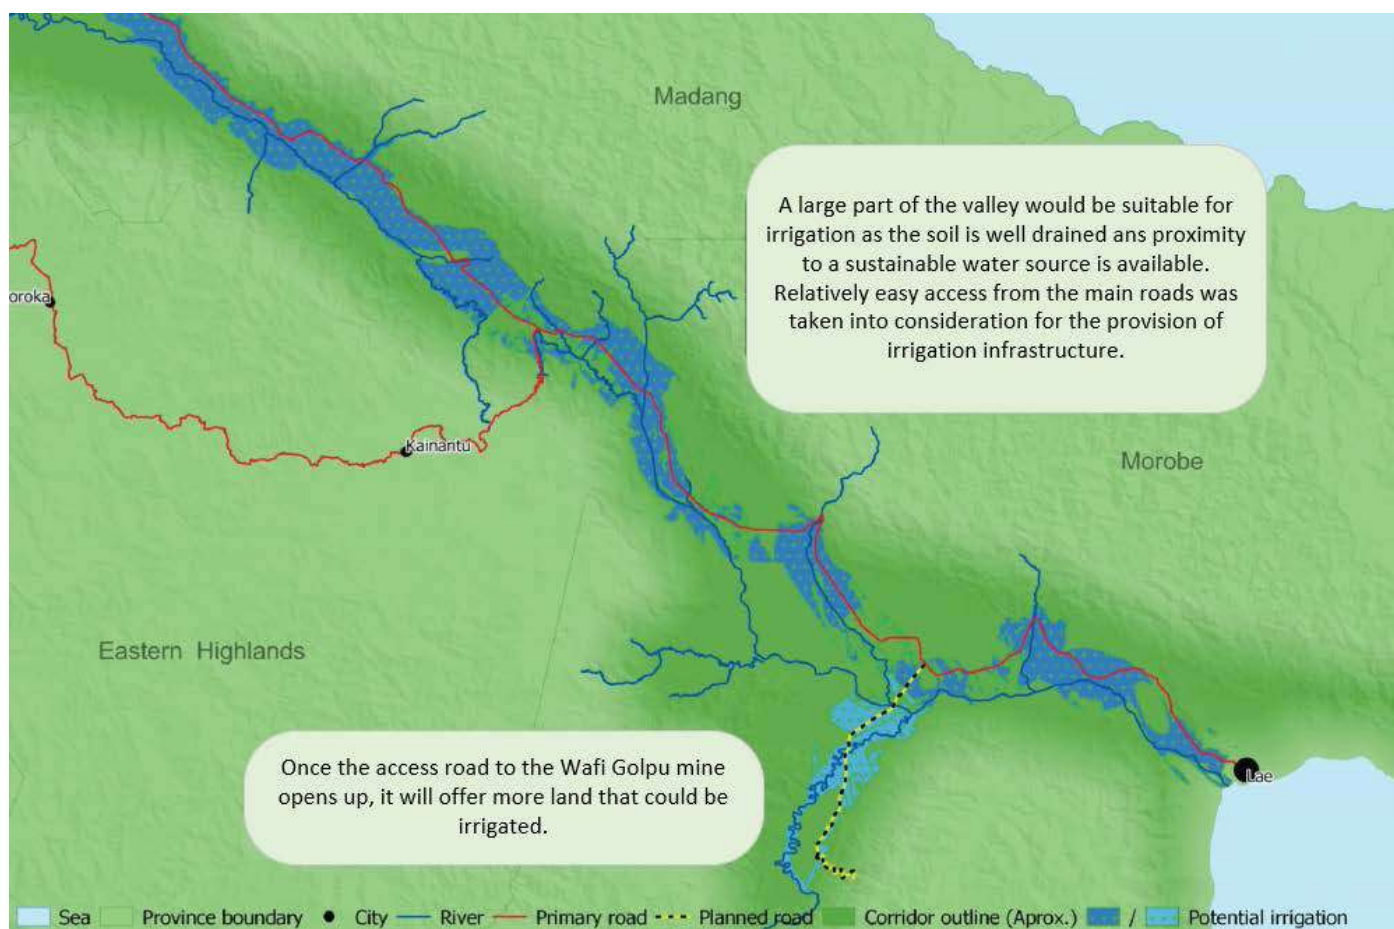 Madang
A large part of the valley would be suitable for
irrigation as the soil is well drained ans proximity
to a sustainable water source is available.
Relatively easy access from the main roads was
taken into consideration for the provision of
irrigation infrastructure.
oroka
Kainantu
Morobe
Eastern Highlands
Once the access road to the Wafi Golpu mine
opens up, it will offer more land that could be
irrigated.
Lae
Sea Province boundary City River Primary road Planned road Corridor outline (Aprox.) / Potential irrigation